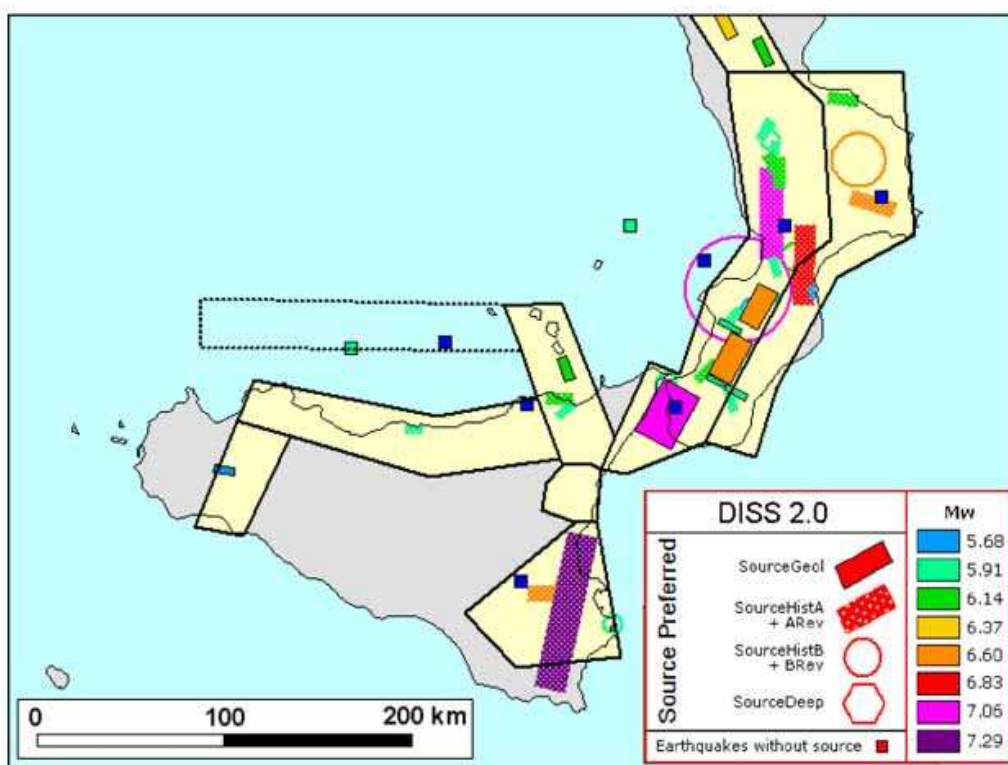 DISS 2.0
Source Preferred
SourceGeol
SourceHistA
+ ARev
SourceHistB
+ BRev
SourceDeep
Earthquakes without source
Mw
5.68
5.91
6.14
6.37
6.60
6.83
7.06
7.29
0 100 200 km